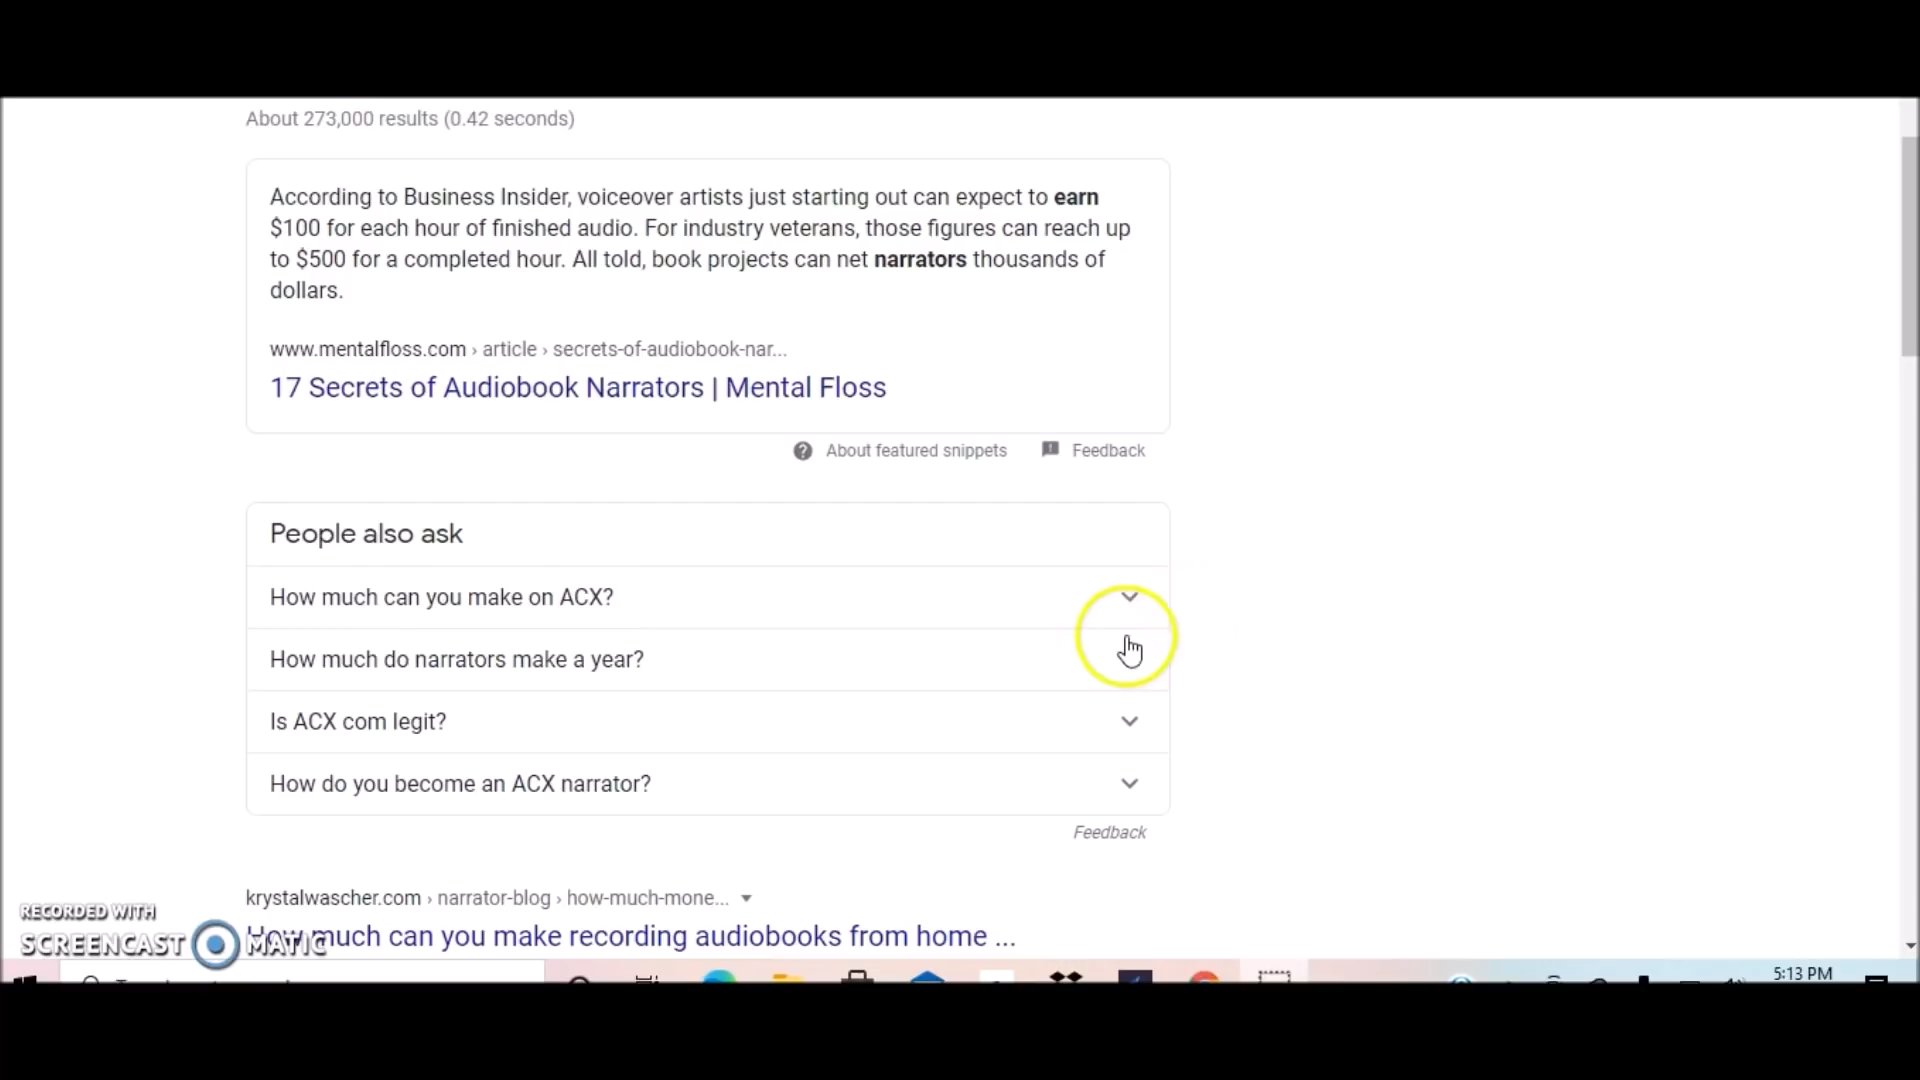 About 273,000 results (0.42 seconds)
According to Business Insider, voiceover artists just starting out can expect to earn
$100 for each hour of finished audio. For industry veterans, those figures can reach up
to $500 for a completed hour. All told, book projects can net narrators thousands of
dollars.
www.mentalfloss.com › article › secrets-of-audiobook-nar...
17 Secrets of Audiobook Narrators | Mental Floss
About featured snippets
Feedback
People also ask
How much can you make on ACX?
How much do narrators make a year?
Is ACX com legit?
How do you become an ACX narrator?
Feedback
krystalwascher.com › narrator-blog › how-much-mone...
How much can you make recording audiobooks from home ...
RECORDED WITH
SCREENCAST MATIC
5:13 PM